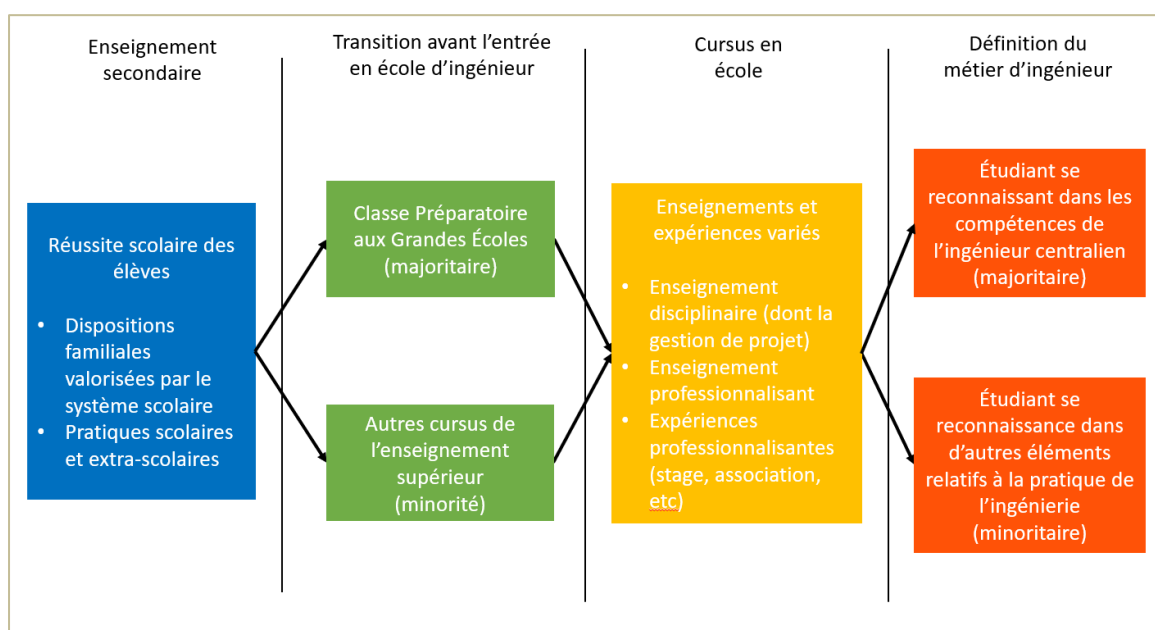 Enseignement
secondaire
Transition avant l’entrée
en école d’ingénieur
Cursus en
école
Définition du
métier d’ingénieur
Réussite scolaire des
élèves
• Dispositions
familiales
valorisées par le
système scolaire
• Pratiques scolaires
et extra-scolaires
Classe Préparatoire
aux Grandes Écoles
(majoritaire)
Autres cursus de
l’enseignement
supérieur
(minorité)
Enseignements et
expériences variés
• Enseignement
disciplinaire (dont la
gestion de projet)
• Enseignement
professionnalisant
• Expériences
professionnalisantes
(stage, association,
etc)
Étudiant se
reconnaissant dans les
compétences de
l’ingénieur centralien
(majoritaire)
Étudiant se
reconnaissance dans
d’autres éléments
relatifs à la pratique de
l’ingénierie
(minoritaire)